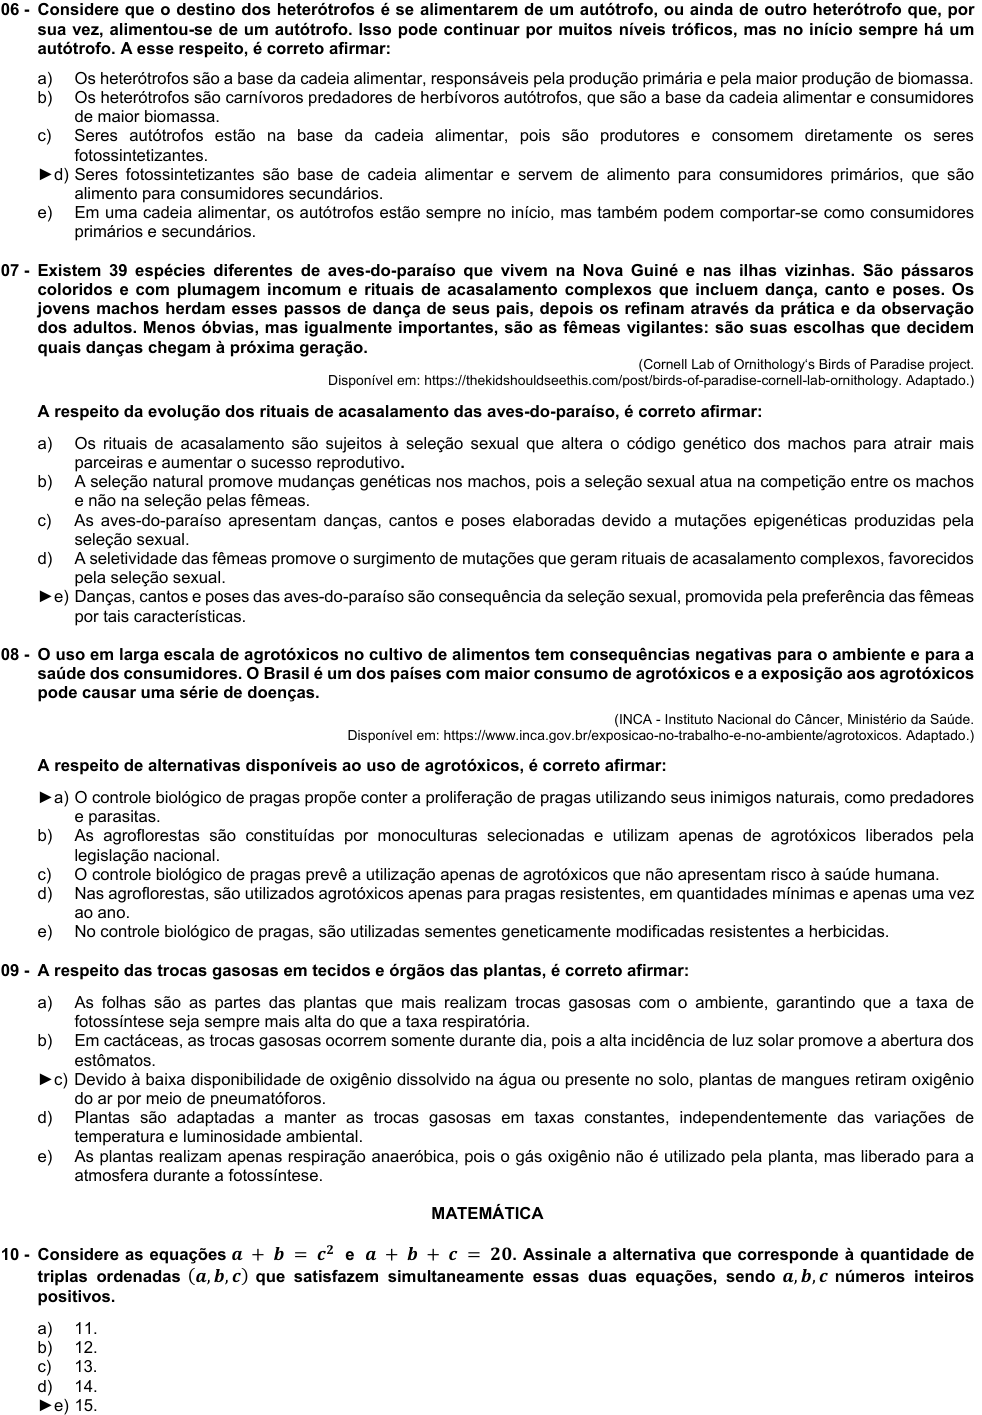 06 - Considere que o destino dos heterótrofos é se alimentarem de um autótrofo, ou ainda de outro heterótrofo que, por
sua vez, alimentou-se de um autótrofo. Isso pode continuar por muitos níveis tróficos, mas no início sempre há um
autótrofo. A esse respeito, é correto afirmar:
a) Os heterótrofos são a base da cadeia alimentar, responsáveis pela produção primária e pela maior produção de biomassa.
b) Os heterótrofos são carnívoros predadores de herbívoros autótrofos, que são a base da cadeia alimentar e consumidores
de maior biomassa.
c) Seres autótrofos estão na base da cadeia alimentar, pois são produtores e consomem diretamente os seres
fotossintetizantes.
►d) Seres fotossintetizantes são base de cadeia alimentar e servem de alimento para consumidores primários, que são
alimento para consumidores secundários.
e) Em uma cadeia alimentar, os autótrofos estão sempre no início, mas também podem comportar-se como consumidores
primários e secundários.
07 - Existem 39 espécies diferentes de aves-do-paraíso que vivem na Nova Guiné e nas ilhas vizinhas. São pássaros
coloridos e com plumagem incomum e rituais de acasalamento complexos que incluem dança, canto e poses. Os
jovens machos herdam esses passos de dança de seus pais, depois os refinam através da prática e da observação
dos adultos. Menos óbvias, mas igualmente importantes, são as fêmeas vigilantes: são suas escolhas que decidem
quais danças chegam à próxima geração.
(Cornell Lab of Ornithology's Birds of Paradise project.
Disponível em: https://thekidshouldseethis.com/post/birds-of-paradise-cornell-lab-ornithology. Adaptado.)
A respeito da evolução dos rituais de acasalamento das aves-do-paraíso, é correto afirmar:
a) Os rituais de acasalamento são sujeitos à seleção sexual que altera o código genético dos machos para atrair mais
parceiras e aumentar o sucesso reprodutivo.
b) A seleção natural promove mudanças genéticas nos machos, pois a seleção sexual atua na competição entre os machos
e não na seleção pelas fêmeas.
c) As aves-do-paraíso apresentam danças, cantos e poses elaboradas devido a mutações epigenéticas produzidas pela
seleção sexual.
d) A seletividade das fêmeas promove o surgimento de mutações que geram rituais de acasalamento complexos, favorecidos
pela seleção sexual.
►e) Danças, cantos e poses das aves-do-paraíso são consequência da seleção sexual, promovida pela preferência das fêmeas
por tais características.
08 - O uso em larga escala de agrotóxicos no cultivo de alimentos tem consequências negativas para o ambiente e para a
saúde dos consumidores. O Brasil é um dos países com maior consumo de agrotóxicos e a exposição aos agrotóxicos
pode causar uma série de doenças.
(INCA - Instituto Nacional do Câncer, Ministério da Saúde.
Disponível em: https://www.inca.gov.br/exposicao-no-trabalho-e-no-ambiente/agrotoxicos. Adaptado.)
A respeito de alternativas disponíveis ao uso de agrotóxicos, é correto afirmar:
►a) O controle biológico de pragas propõe conter a proliferação de pragas utilizando seus inimigos naturais, como predadores
e parasitas.
b) As agroflorestas são constituídas por monoculturas selecionadas e utilizam apenas de agrotóxicos liberados pela
legislação nacional.
c) O controle biológico de pragas prevê a utilização apenas de agrotóxicos que não apresentam risco à saúde humana.
d) Nas agroflorestas, são utilizados agrotóxicos apenas para pragas resistentes, em quantidades mínimas e apenas uma vez
ao ano.
e) No controle biológico de pragas, são utilizadas sementes geneticamente modificadas resistentes a herbicidas.
09 - A respeito das trocas gasosas em tecidos e órgãos das plantas, é correto afirmar:
a) As folhas são as partes das plantas que mais realizam trocas gasosas com o ambiente, garantindo que a taxa de
fotossíntese seja sempre mais alta do que a taxa respiratória.
b) Em cactáceas, as trocas gasosas ocorrem somente durante dia, pois a alta incidência de luz solar promove a abertura dos
estômatos.
►c) Devido à baixa disponibilidade de oxigênio dissolvido na água ou presente no solo, plantas de mangues retiram oxigênio
do ar por meio de pneumatóforos.
d) Plantas são adaptadas a manter as trocas gasosas em taxas constantes, independentemente das variações de
temperatura e luminosidade ambiental.
e) As plantas realizam apenas respiração anaeróbica, pois o gás oxigênio não é utilizado pela planta, mas liberado para a
atmosfera durante a fotossíntese.
MATEMÁTICA
10 - Considere as equações a + b = c² e a + b + c = 20. Assinale a alternativa que corresponde à quantidade de
triplas ordenadas (a, b, c) que satisfazem simultaneamente essas duas equações, sendo a, b, c números inteiros
positivos.
a) 11.
b) 12.
c) 13.
d) 14.
►e) 15.